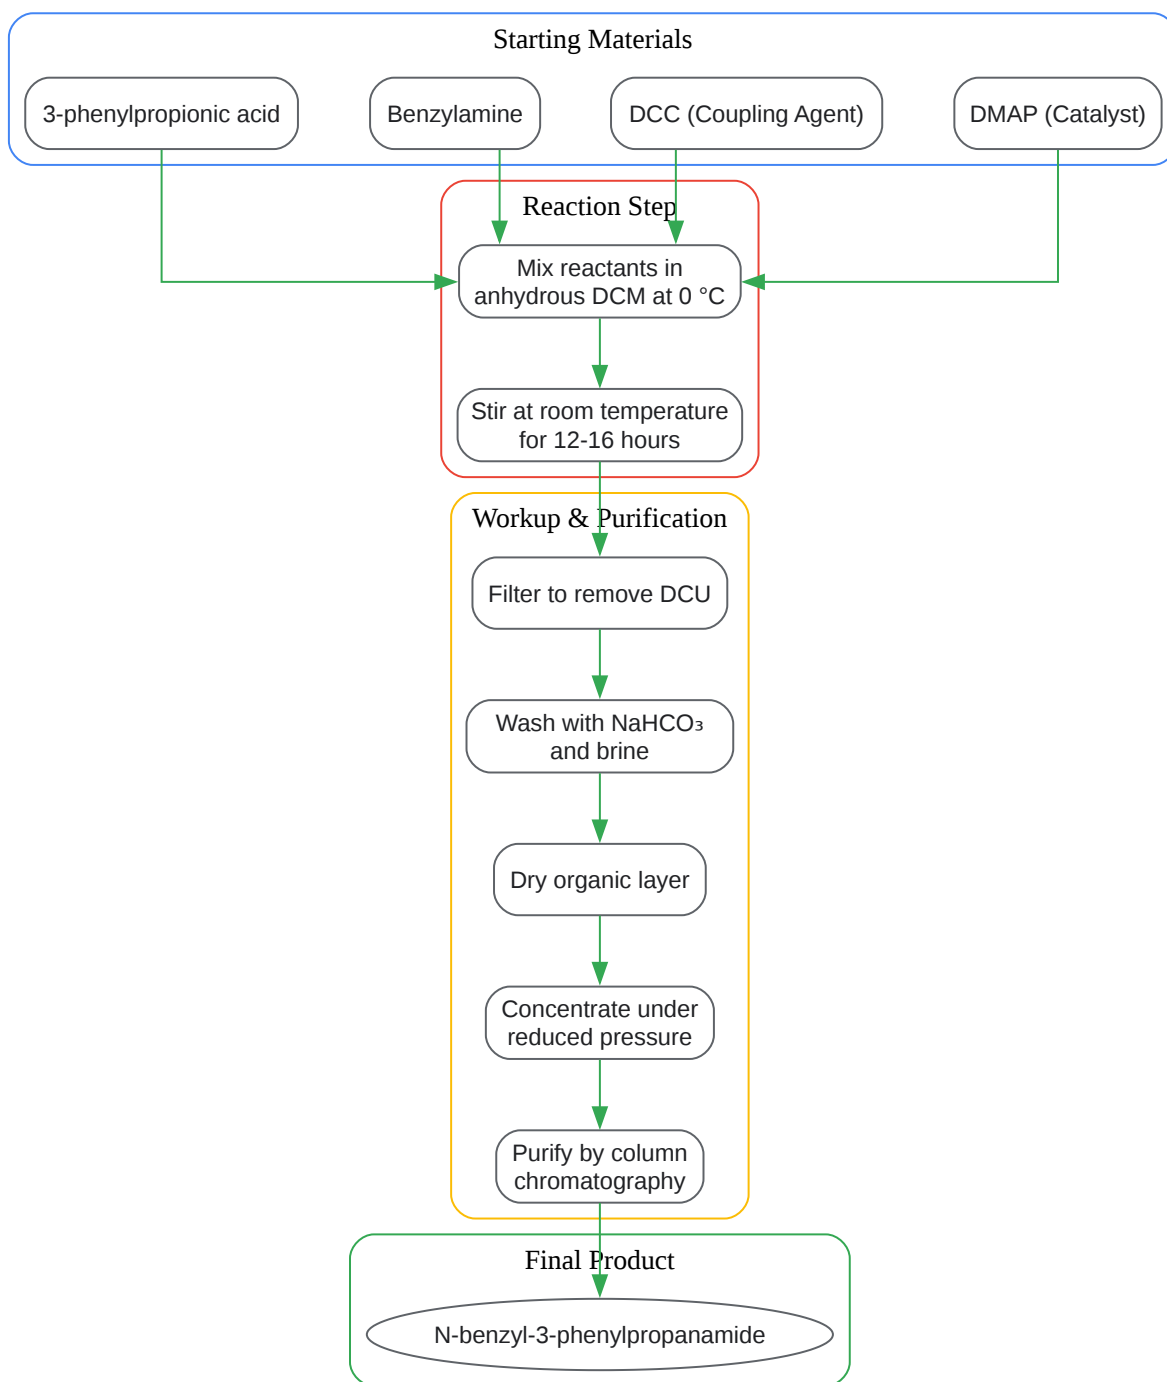 Starting Materials
3-phenylpropionic acid
Benzylamine
DCC (Coupling Agent)
DMAP (Catalyst)
Reaction Step
Mix reactants in
anhydrous DCM at 0 °C
Stir at room temperature
for 12-16 hours
Workup & Purification
Filter to remove DCU
Wash with NaHCO₃
and brine
Dry organic layer
Concentrate under
reduced pressure
Purify by column
chromatography
Final Product
N-benzyl-3-phenylpropanamide